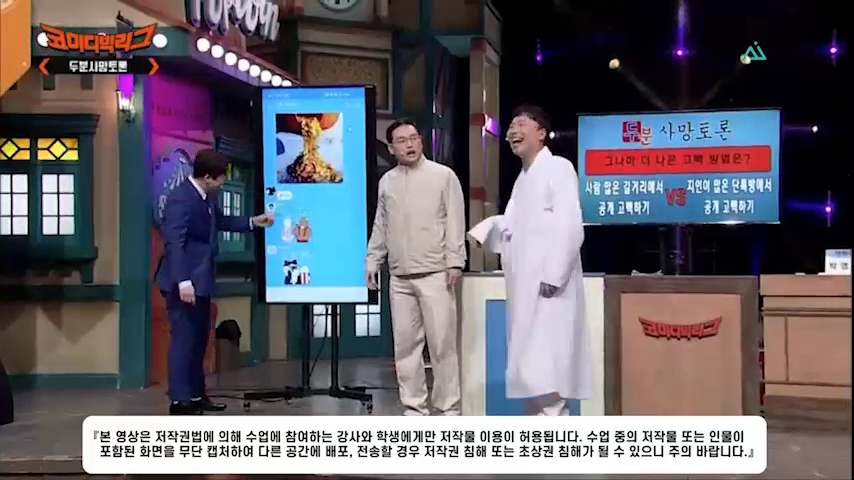 POPCORN
코미디빅리그
두분사망토론
Ai
두분 사망토론
그나마 더 나은 고백 방법은?
사람 많은 길거리에서
공개 고백하기
VS
지인이 많은 단톡방에서
공개 고백하기
박영
코미디빅리그
『본 영상은 저작권법에 의해 수업에 참여하는 강사와 학생에게만 저작물 이용이 허용됩니다. 수업 중의 저작물 또는 인물이
포함된 화면을 무단 캡처하여 다른 공간에 배포, 전송할 경우 저작권 침해 또는 초상권 침해가 될 수 있으니 주의 바랍니다.』